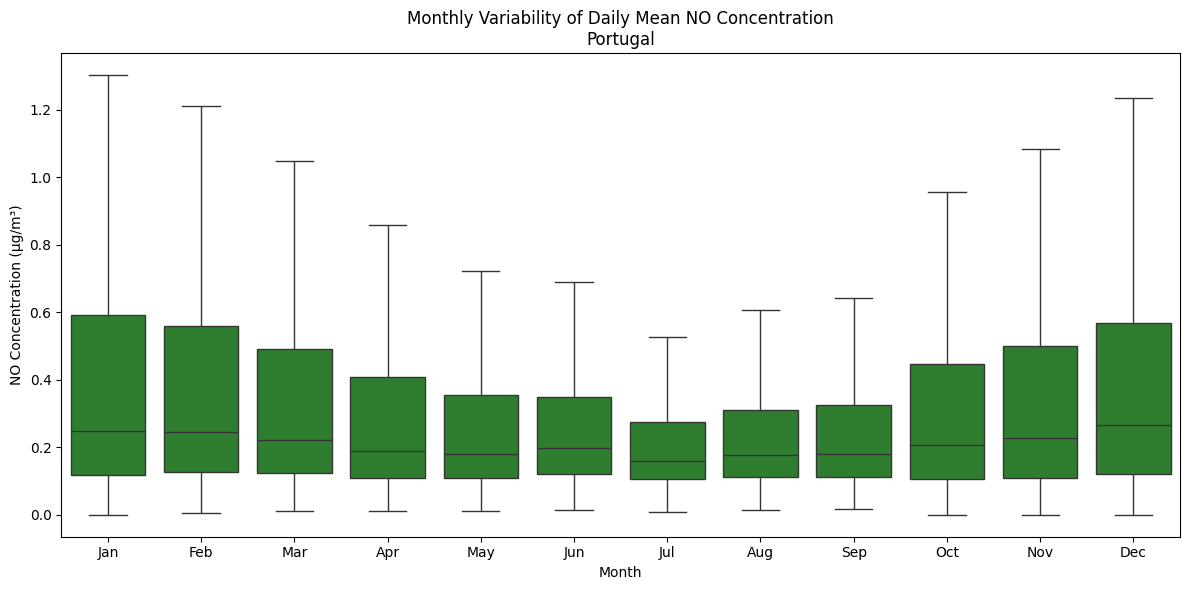 Monthly Variability of Daily Mean NO Concentration
Portugal
NO Concentration (µg/m³)
1.2
1.0
0.8
0.6
0.4
0.2
0.0
Jan Feb Mar Apr May Jun Jul Aug Sep Oct Nov Dec
Month